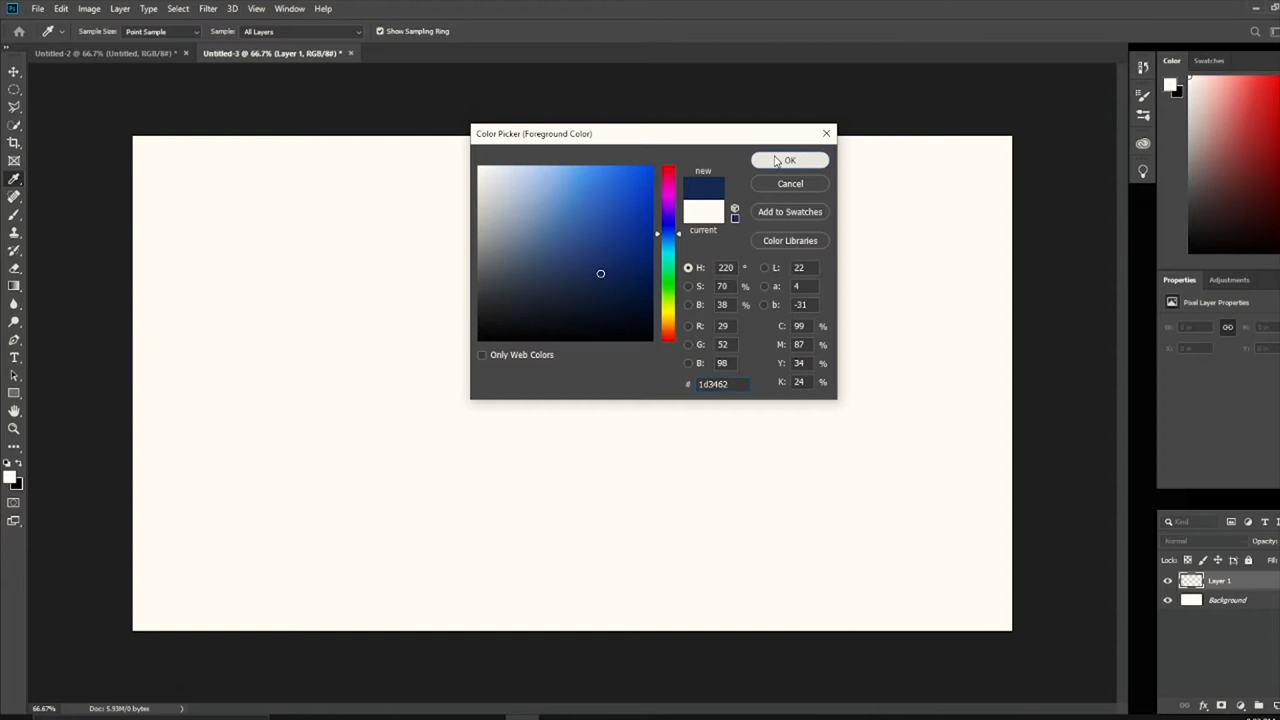 Ps File Edit Image Layer Type Select Filter 3D View Window Help
Sample Size: Point Sample Sample: All Layers Show Sampling Ring
Untitled-2 @ 66.7% (Untitled, RGB/8#) * × Untitled-3 @ 66.7% (Layer 1, RGB/8#) * ×
Color Swatches
Color Picker (Foreground Color)
new
OK
Cancel
Add to Swatches
current
Color Libraries
H: 220 ° L: 22
S: 70 % a: 4
B: 38 % b: -31
R: 29 C: 99 %
G: 52 M: 87 %
B: 98 Y: 34 %
# 1d3462 K: 24 %
Only Web Colors
Properties Adjustments
Pixel Layer Properties
Kind
Normal Opacity:
Lock: Fill:
Layer 1
Background
66.67% Doc: 5.93M/0 bytes